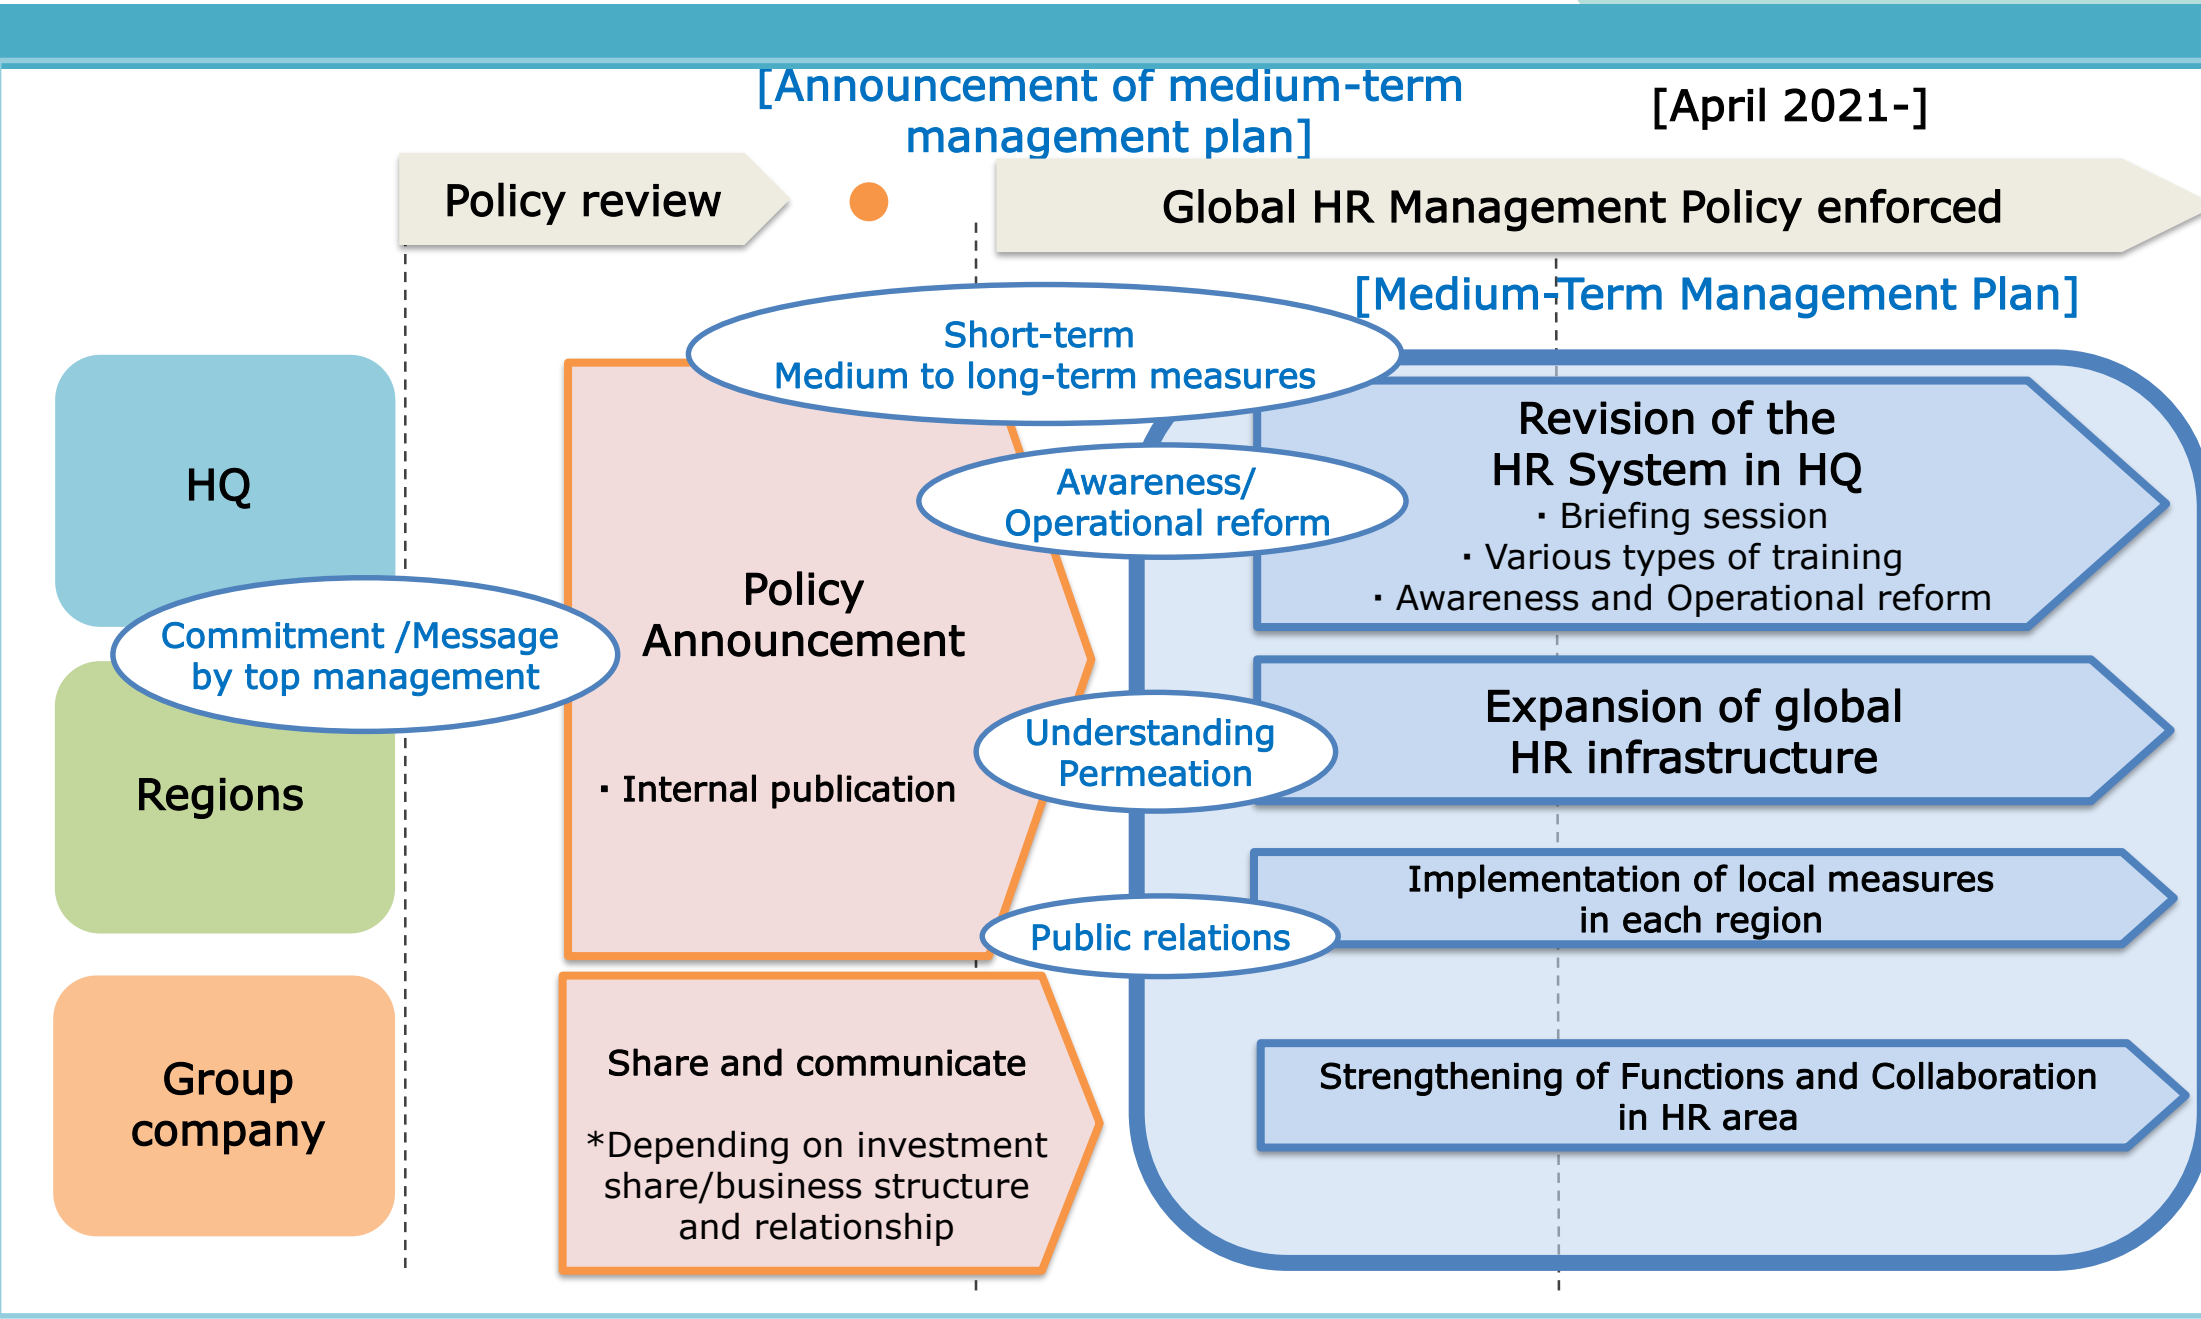 [Announcement of medium-term
management plan]
[April 2021-]
Policy review
Global HR Management Policy enforced
[Medium-Term Management Plan]
Short-term
Medium to long-term measures
HQ
Awareness/
Operational reform
Revision of the
HR System in HQ
・Briefing session
・Various types of training
・Awareness and Operational reform
Commitment /Message
by top management
Policy
Announcement
・Internal publication
Regions
Understanding
Permeation
Expansion of global
HR infrastructure
Public relations
Implementation of local measures
in each region
Group
company
Share and communicate
*Depending on investment
share/business structure
and relationship
Strengthening of Functions and Collaboration
in HR area